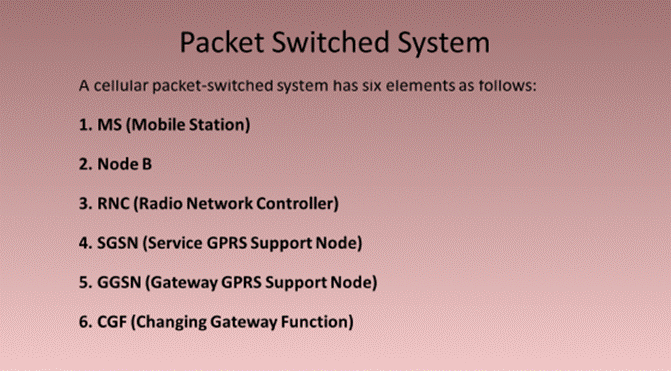 Packet Switched System
A cellular packet-switched system has six elements as follows:
1. MS (Mobile Station)
2. Node B
3. RNC (Radio Network Controller)
4. SGSN (Service GPRS Support Node)
5. GGSN (Gateway GPRS Support Node)
6. CGF (Changing Gateway Function)